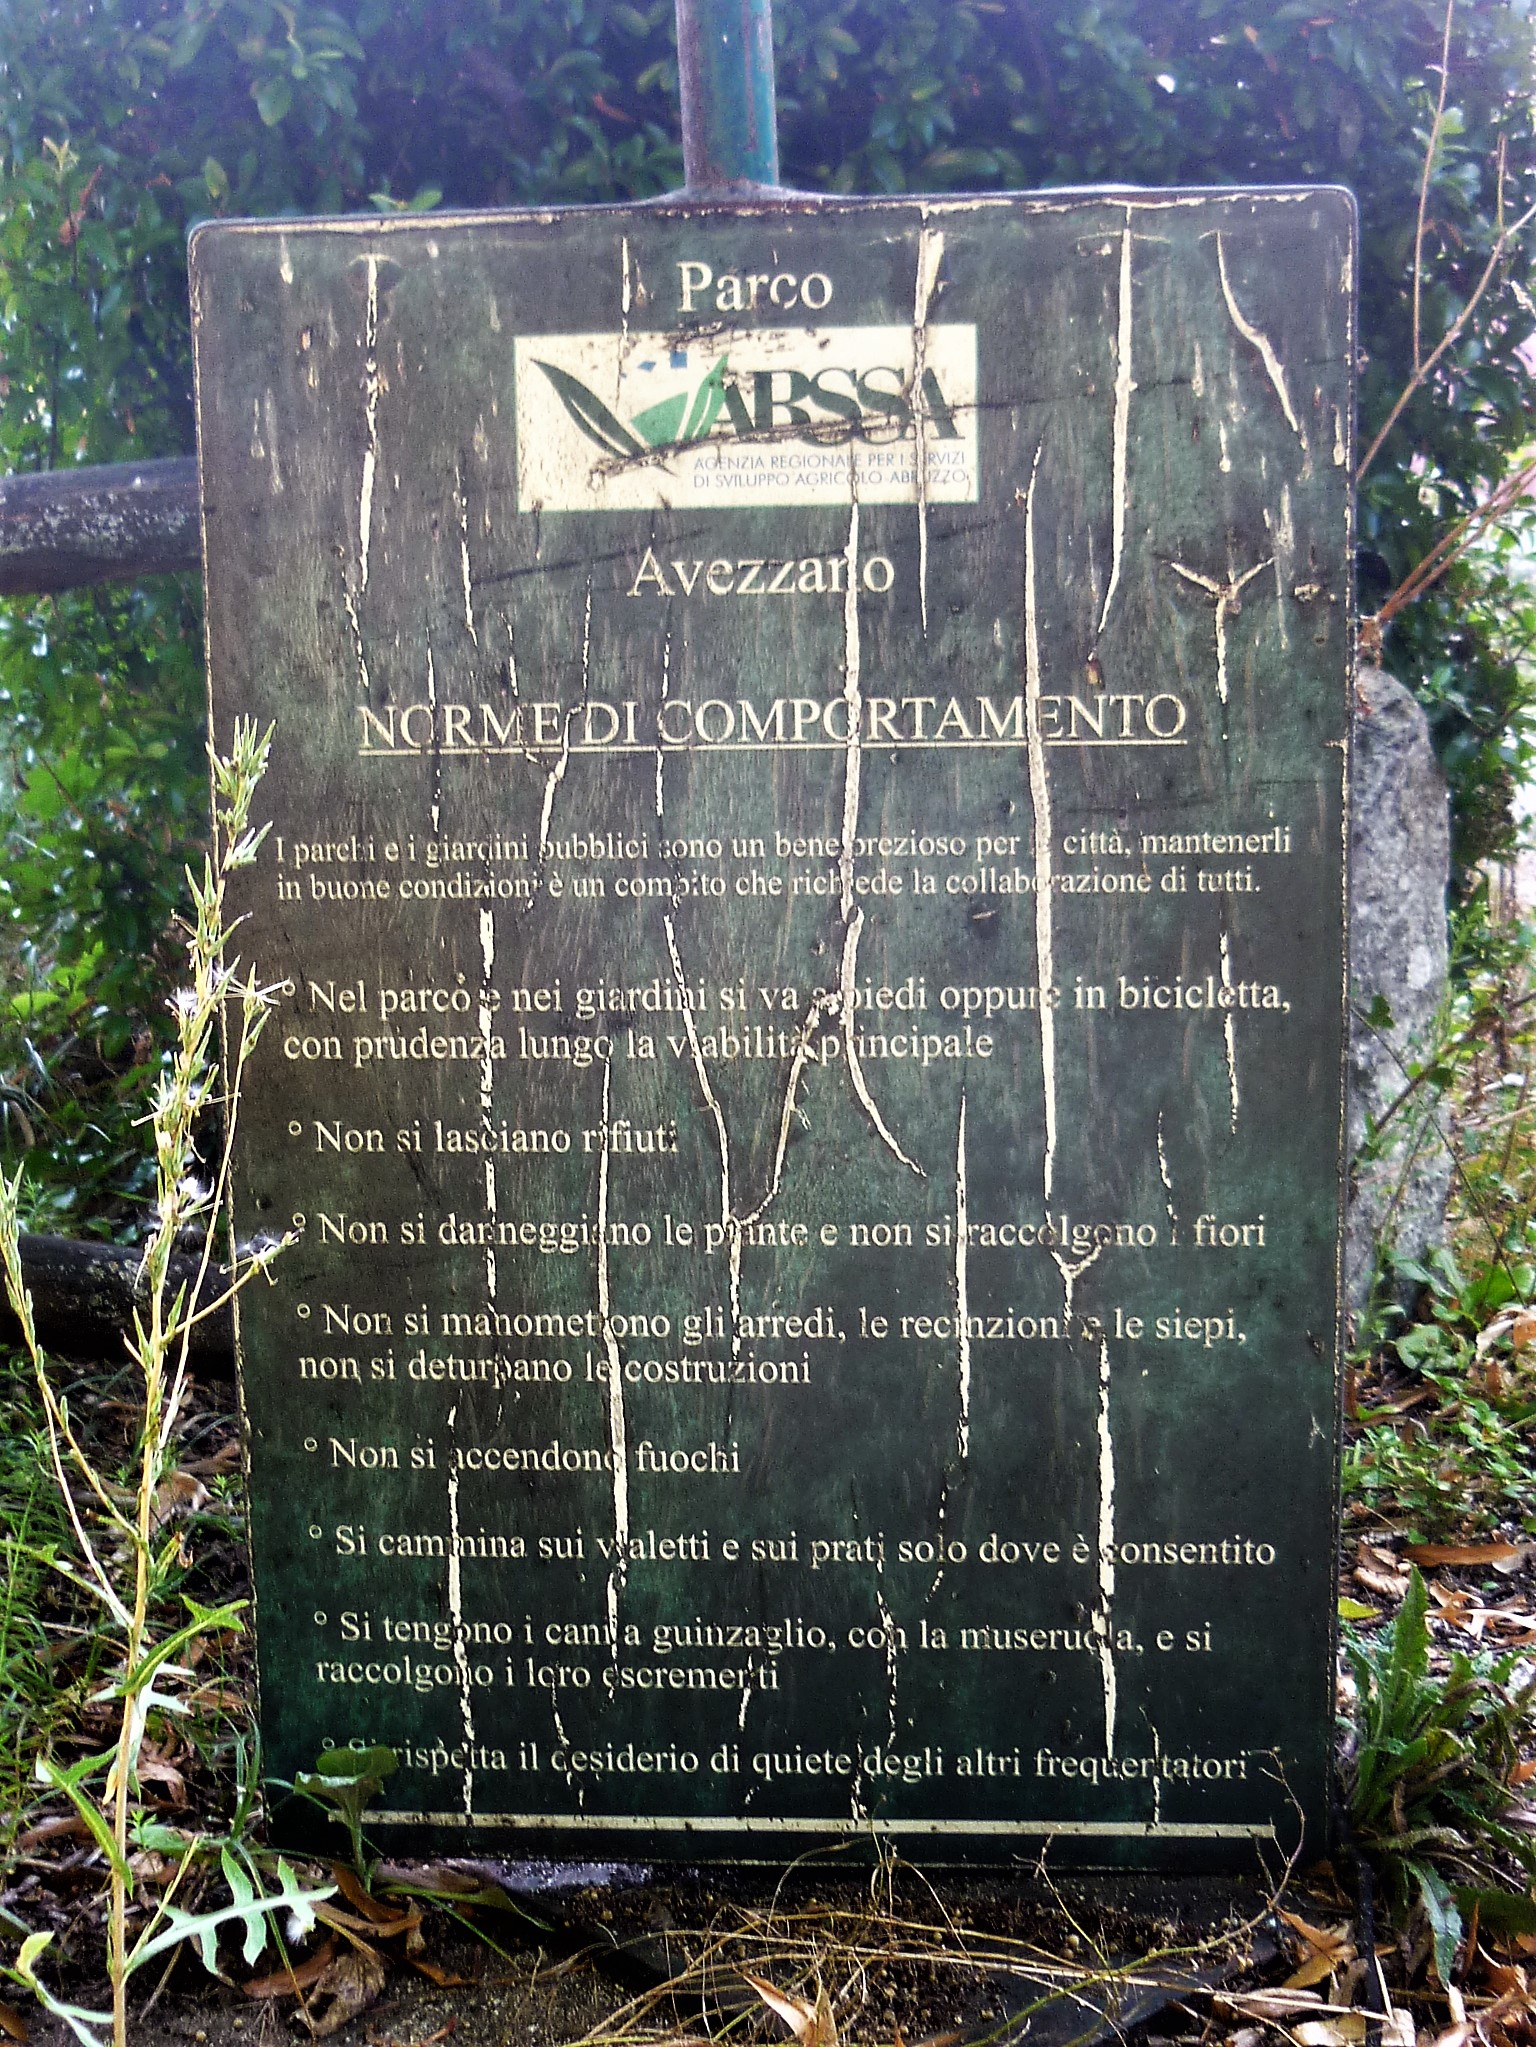 Parco
ARSSA
AGENZIA REGIONALE PER I SERVIZI
DI SVILUPPO AGRICOLO ABRUZZO
Avezzano
NORME DI COMPORTAMENTO
I parchi e i giardini pubblici sono un bene prezioso per la città, mantenerli
in buone condizioni è un compito che richiede la collaborazione di tutti.
° Nel parco e nei giardini si va a piedi oppure in bicicletta,
con prudenza lungo la viabilità principale
° Non si lasciano rifiuti
° Non si danneggiano le piante e non si raccolgono i fiori
° Non si manomettono gli arredi, le recinzioni e le siepi,
non si deturpano le costruzioni
° Non si accendono fuochi
° Si cammina sui vialetti e sui prati solo dove è consentito
° Si tengono i cani a guinzaglio, con la museruola, e si
raccolgono i loro escrementi
° Si rispetta il desiderio di quiete degli altri frequentatori